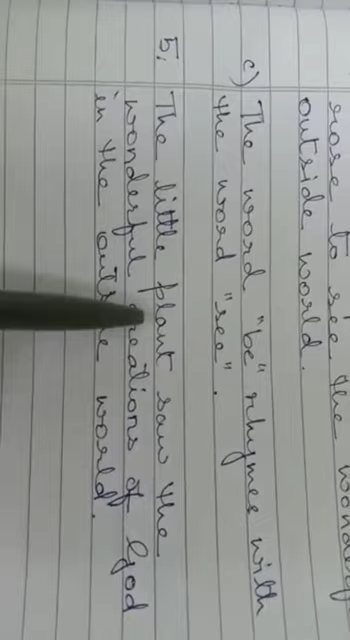 rose to see the
outside world.
c) The word "be" rhymes with
the word "see".
5. The little plant saw the
wonderful creations of God
in the outside world.